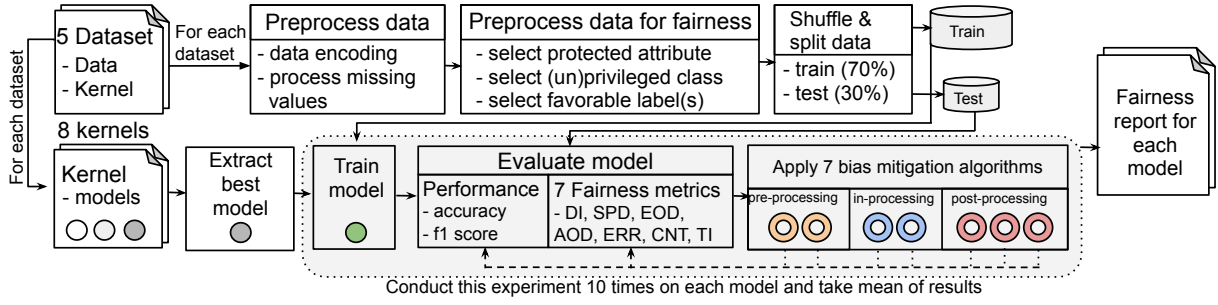 5 Dataset
- Data
- Kernel
For each
dataset
For each dataset
Preprocess data
- data encoding
- process missing
values
Preprocess data for fairness
- select protected attribute
- select (un)privileged class
- select favorable label(s)
Shuffle &
split data
- train (70%)
- test (30%)
Train
Test
Fairness
report for
each
model
8 kernels
Kernel
- models
Extract
best
model
Train
model
Evaluate model
Performance
- accuracy
- f1 score
7 Fairness metrics
- DI, SPD, EOD,
AOD, ERR, CNT, TI
Apply 7 bias mitigation algorithms
pre-processing
in-processing
post-processing
Conduct this experiment 10 times on each model and take mean of results